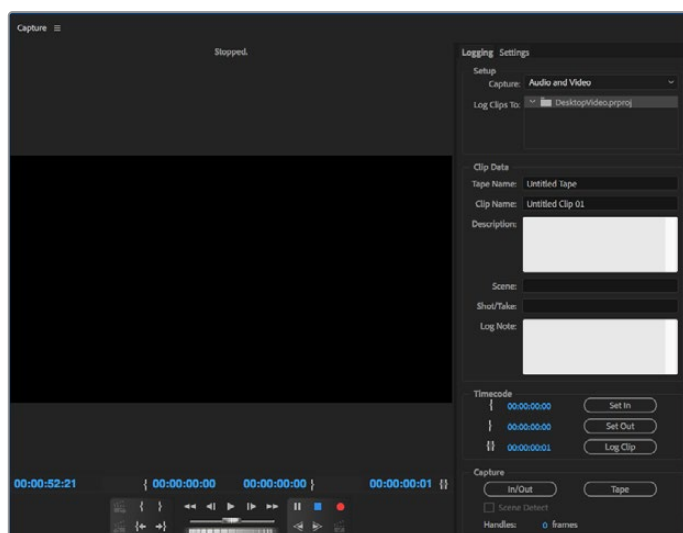 Capture
Stopped.
00:00:52:21
{ 00:00:00:00
00:00:00:00 }
00:00:00:01 {}
Logging Settings
Setup
Capture: Audio and Video
Log Clips To: DesktopVideo.prproj
Clip Data
Tape Name: Untitled Tape
Clip Name: Untitled Clip 01
Description:
Scene:
Shot/Take:
Log Note:
Timecode
{ 00:00:00:00 Set In
} 00:00:00:00 Set Out
{} 00:00:00:01 Log Clip
Capture
In/Out Tape
Scene Detect
Handles: 0 frames